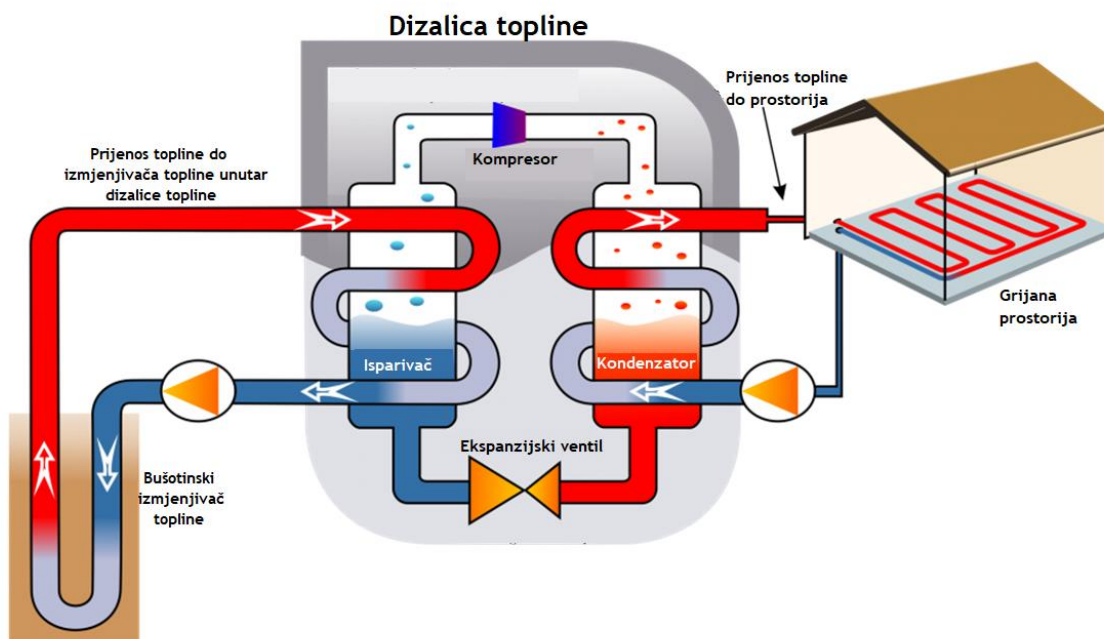 Dizalica topline
Prijenos topline
do prostorija
Kompresor
Prijenos topline do
izmjenjivača topline unutar
dizalice topline
Grijana
prostorija
Isparivač
Kondenzator
Ekspanzijski ventil
Bušotinski
izmjenjivač
topline